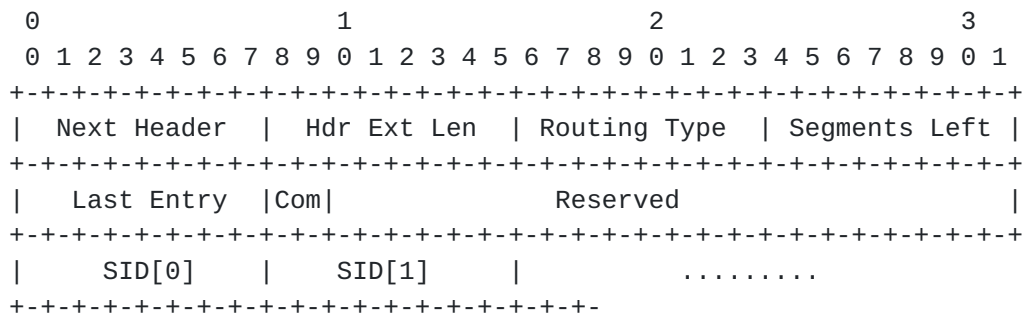 0                   1                   2                   3
 0 1 2 3 4 5 6 7 8 9 0 1 2 3 4 5 6 7 8 9 0 1 2 3 4 5 6 7 8 9 0 1
+-+-+-+-+-+-+-+-+-+-+-+-+-+-+-+-+-+-+-+-+-+-+-+-+-+-+-+-+-+-+-+-+
|  Next Header  |  Hdr Ext Len  | Routing Type  | Segments Left |
+-+-+-+-+-+-+-+-+-+-+-+-+-+-+-+-+-+-+-+-+-+-+-+-+-+-+-+-+-+-+-+-+
|   Last Entry  |Com|              Reserved                     |
+-+-+-+-+-+-+-+-+-+-+-+-+-+-+-+-+-+-+-+-+-+-+-+-+-+-+-+-+-+-+-+-+
|     SID[0]    |    SID[1]     |          .........
+-+-+-+-+-+-+-+-+-+-+-+-+-+-+-+-+-+-+-